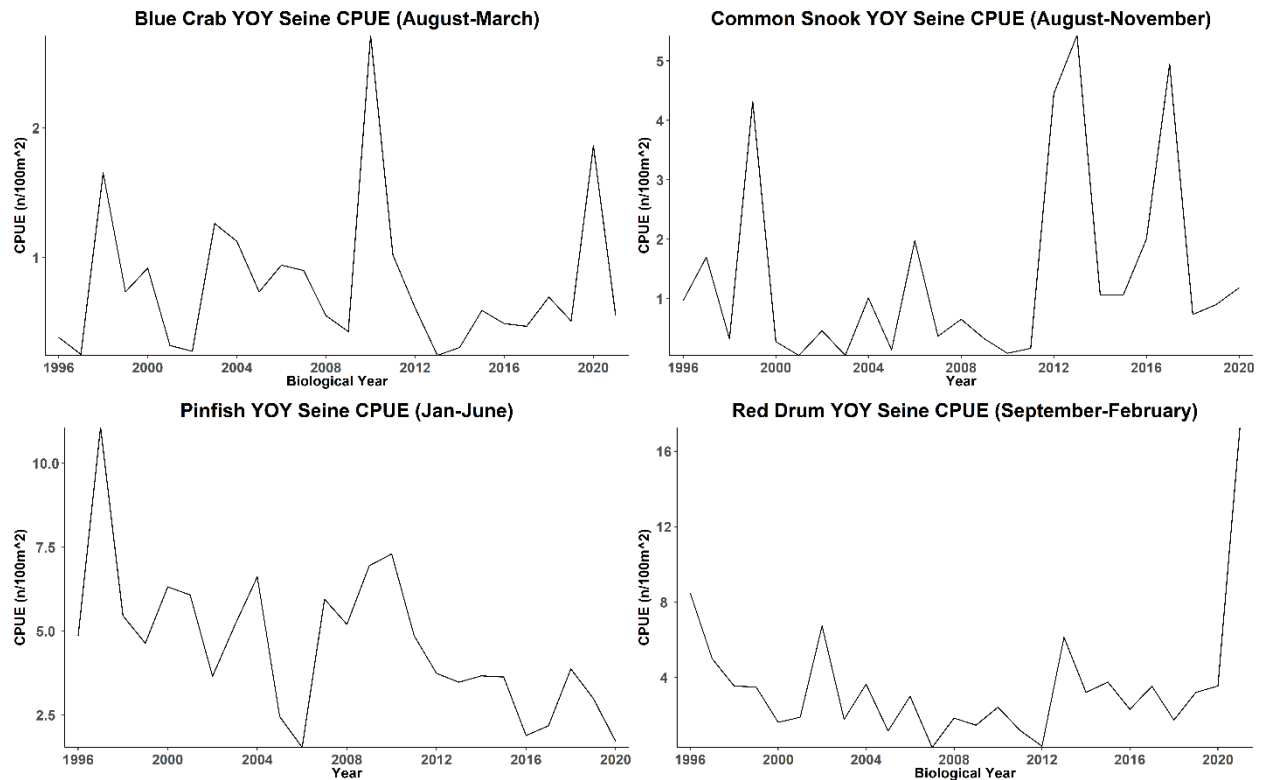 Blue Crab YOY Seine CPUE (August-March)
CPUE (n/100m^2)
2
1
1996 2000 2004 2008 2012 2016 2020
Biological Year
Common Snook YOY Seine CPUE (August-November)
CPUE (n/100m^2)
5
4
3
2
1
1996 2000 2004 2008 2012 2016 2020
Year
Pinfish YOY Seine CPUE (Jan-June)
CPUE (n/100m^2)
10.0
7.5
5.0
2.5
1996 2000 2004 2008 2012 2016 2020
Year
Red Drum YOY Seine CPUE (September-February)
CPUE (n/100m^2)
16
12
8
4
1996 2000 2004 2008 2012 2016 2020
Biological Year